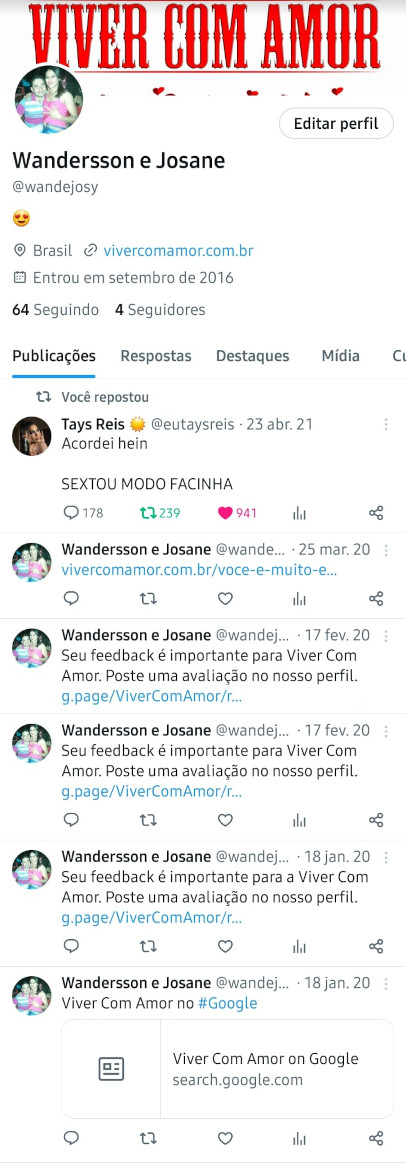 VIVER COM AMOR
Editar perfil
Wandersson e Josane
@wandejosy
😍
Brasil vivercomamor.com.br
Entrou em setembro de 2016
64 Seguindo 4 Seguidores
Publicações Respostas Destaques Mídia Cu
Você repostou
Tays Reis ☀️ @eutaysreis · 23 abr. 21
Acordei hein
SEXTOU MODO FACINHA
178 239 941
Wandersson e Josane @wande... · 25 mar. 20
vivercomamor.com.br/voce-e-muito-e...
Wandersson e Josane @wandej... · 17 fev. 20
Seu feedback é importante para Viver Com
Amor. Poste uma avaliação no nosso perfil.
g.page/ViverComAmor/r...
Wandersson e Josane @wandej... · 17 fev. 20
Seu feedback é importante para Viver Com
Amor. Poste uma avaliação no nosso perfil.
g.page/ViverComAmor/r...
Wandersson e Josane @wandej... · 18 jan. 20
Seu feedback é importante para a Viver Com
Amor. Poste uma avaliação no nosso perfil.
g.page/ViverComAmor/r...
Wandersson e Josane @wandej... · 18 jan. 20
Viver Com Amor no #Google
Viver Com Amor on Google
search.google.com